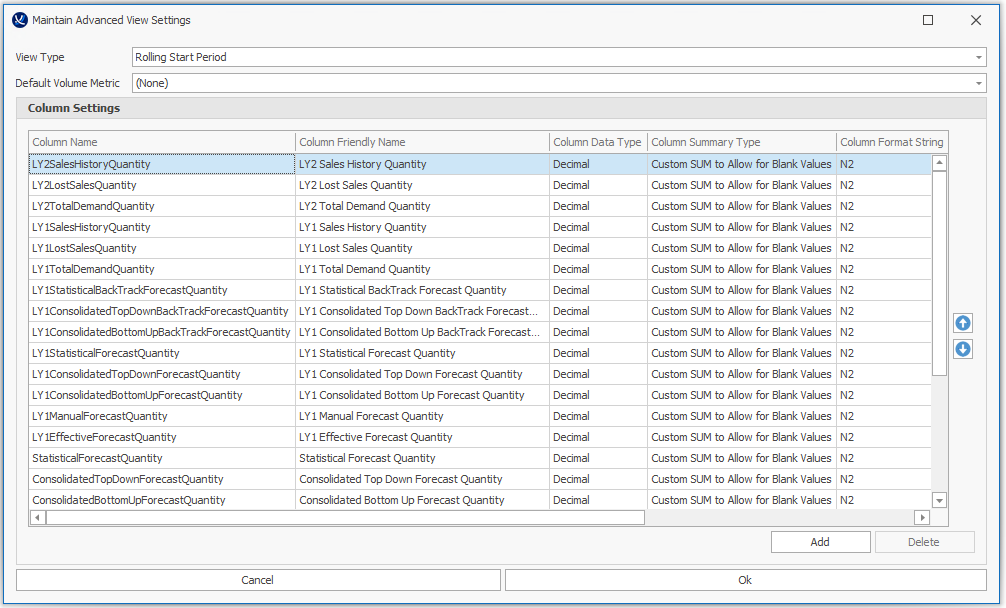 Maintain Advanced View Settings
View Type Rolling Start Period
Default Volume Metric (None)
Column Settings
Column Name Column Friendly Name Column Data Type Column Summary Type Column Format String
LY2SalesHistoryQuantity LY2 Sales History Quantity Decimal Custom SUM to Allow for Blank Values N2
LY2LostSalesQuantity LY2 Lost Sales Quantity Decimal Custom SUM to Allow for Blank Values N2
LY2TotalDemandQuantity LY2 Total Demand Quantity Decimal Custom SUM to Allow for Blank Values N2
LY1SalesHistoryQuantity LY1 Sales History Quantity Decimal Custom SUM to Allow for Blank Values N2
LY1LostSalesQuantity LY1 Lost Sales Quantity Decimal Custom SUM to Allow for Blank Values N2
LY1TotalDemandQuantity LY1 Total Demand Quantity Decimal Custom SUM to Allow for Blank Values N2
LY1StatisticalBackTrackForecastQuantity LY1 Statistical BackTrack Forecast Quantity Decimal Custom SUM to Allow for Blank Values N2
LY1ConsolidatedTopDownBackTrackForecastQuantity LY1 Consolidated Top Down BackTrack Forecast... Decimal Custom SUM to Allow for Blank Values N2
LY1ConsolidatedBottomUpBackTrackForecastQuantity LY1 Consolidated Bottom Up BackTrack Forecast... Decimal Custom SUM to Allow for Blank Values N2
LY1StatisticalForecastQuantity LY1 Statistical Forecast Quantity Decimal Custom SUM to Allow for Blank Values N2
LY1ConsolidatedTopDownForecastQuantity LY1 Consolidated Top Down Forecast Quantity Decimal Custom SUM to Allow for Blank Values N2
LY1ConsolidatedBottomUpForecastQuantity LY1 Consolidated Bottom Up Forecast Quantity Decimal Custom SUM to Allow for Blank Values N2
LY1ManualForecastQuantity LY1 Manual Forecast Quantity Decimal Custom SUM to Allow for Blank Values N2
LY1EffectiveForecastQuantity LY1 Effective Forecast Quantity Decimal Custom SUM to Allow for Blank Values N2
StatisticalForecastQuantity Statistical Forecast Quantity Decimal Custom SUM to Allow for Blank Values N2
ConsolidatedTopDownForecastQuantity Consolidated Top Down Forecast Quantity Decimal Custom SUM to Allow for Blank Values N2
ConsolidatedBottomUpForecastQuantity Consolidated Bottom Up Forecast Quantity Decimal Custom SUM to Allow for Blank Values N2
Add Delete
Cancel Ok